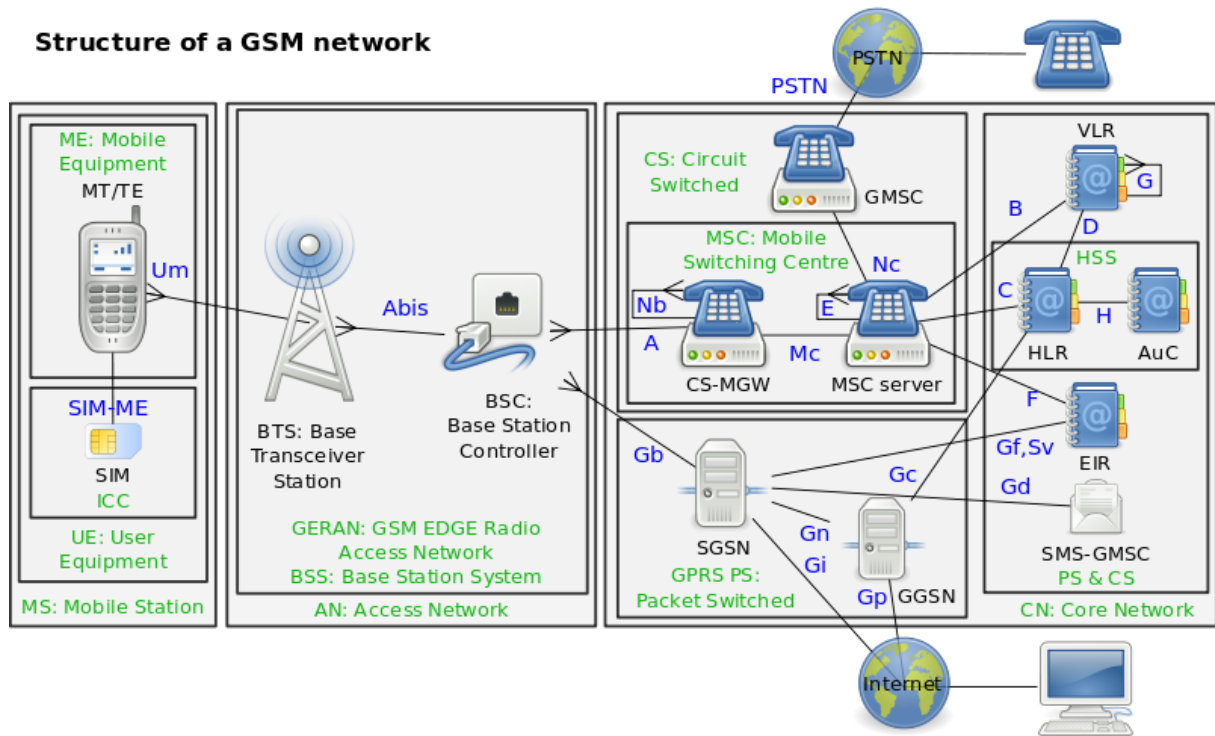 Structure of a GSM network
PSTN
PSTN
ME: Mobile
Equipment
MT/TE
Um
SIM-ME
SIM
ICC
UE: User
Equipment
MS: Mobile Station
Abis
BTS: Base
Transceiver
Station
BSC:
Base Station
Controller
GERAN: GSM EDGE Radio
Access Network
BSS: Base Station System
AN: Access Network
CS: Circuit
Switched
GMSC
MSC: Mobile
Switching Centre
Nc
Nb
E
A
Mc
CS-MGW
MSC server
VLR
G
B
D
HSS
C
H
HLR
AuC
F
EIR
Gb
Gf,Sv
Gc
Gd
SGSN
Gn
Gi
SMS-GMSC
GPRS PS:
Packet Switched
Gp
GGSN
PS & CS
CN: Core Network
Internet